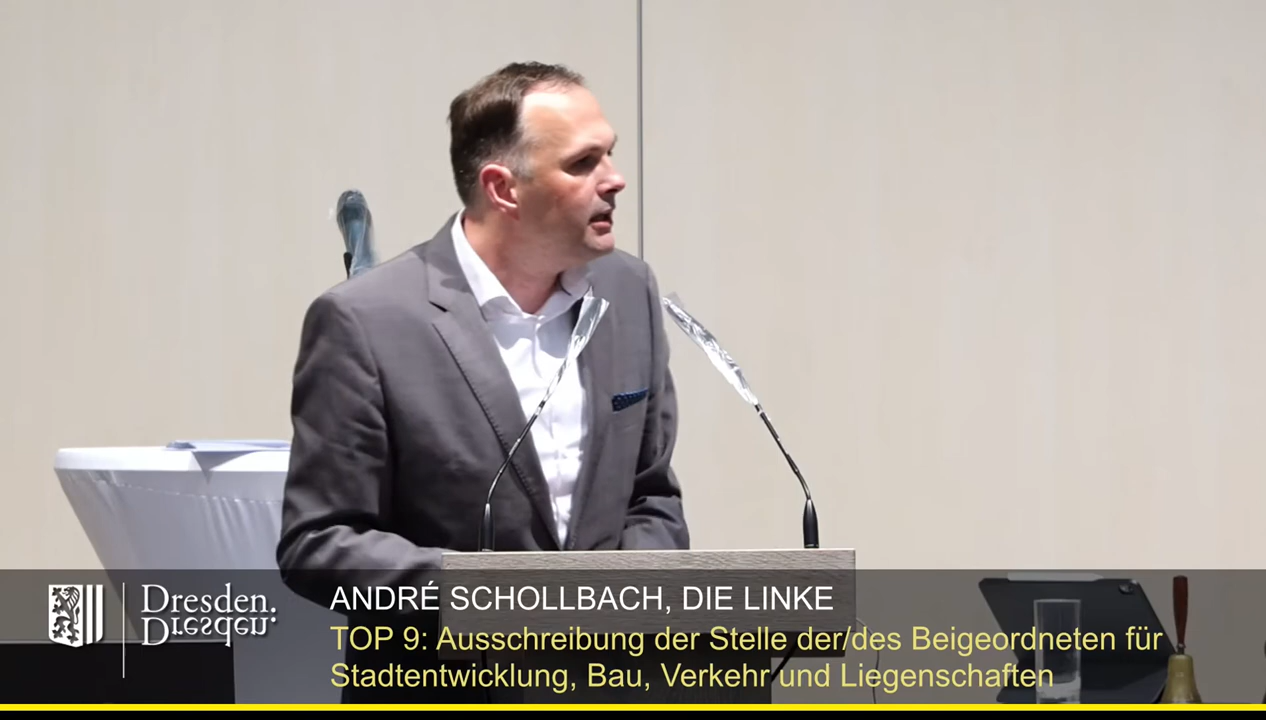 Dresden.
Dresden.
ANDRÉ SCHOLLBACH, DIE LINKE
TOP 9: Ausschreibung der Stelle der/des Beigeordneten für
Stadtentwicklung, Bau, Verkehr und Liegenschaften